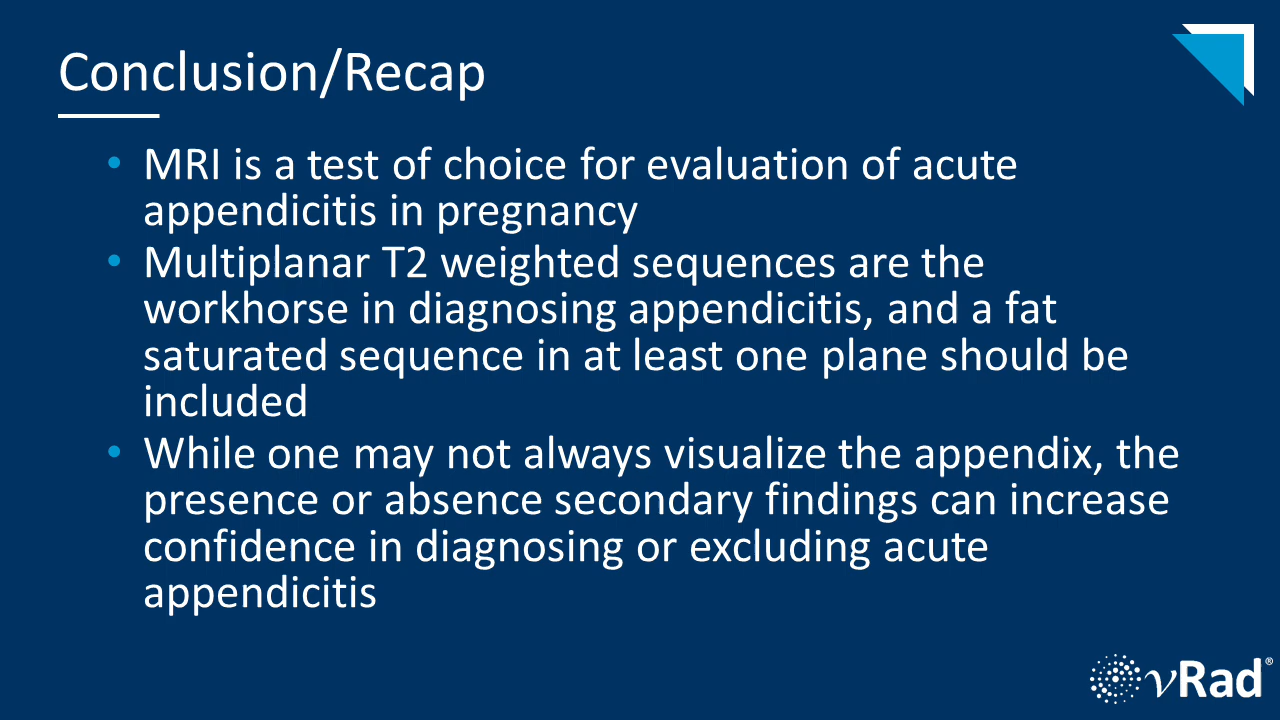 Conclusion/Recap
• MRI is a test of choice for evaluation of acute
appendicitis in pregnancy
• Multiplanar T2 weighted sequences are the
workhorse in diagnosing appendicitis, and a fat
saturated sequence in at least one plane should be
included
• While one may not always visualize the appendix, the
presence or absence secondary findings can increase
confidence in diagnosing or excluding acute
appendicitis
vRad®